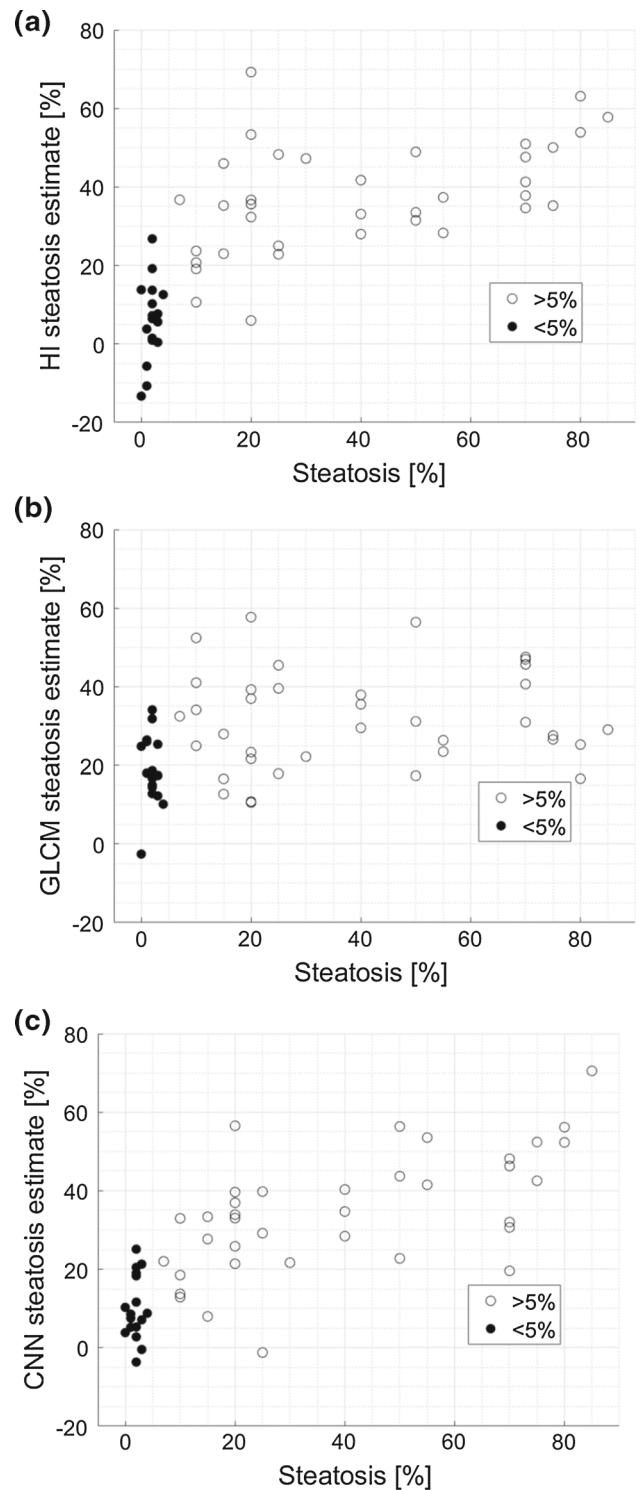 (a)
80
60
40
20
0
-20
HI steatosis estimate [%]
>5%
<5%
0 20 40 60 80
Steatosis [%]
(b)
80
60
40
20
0
-20
GLCM steatosis estimate [%]
>5%
<5%
0 20 40 60 80
Steatosis [%]
(c)
80
60
40
20
0
-20
CNN steatosis estimate [%]
>5%
<5%
0 20 40 60 80
Steatosis [%]